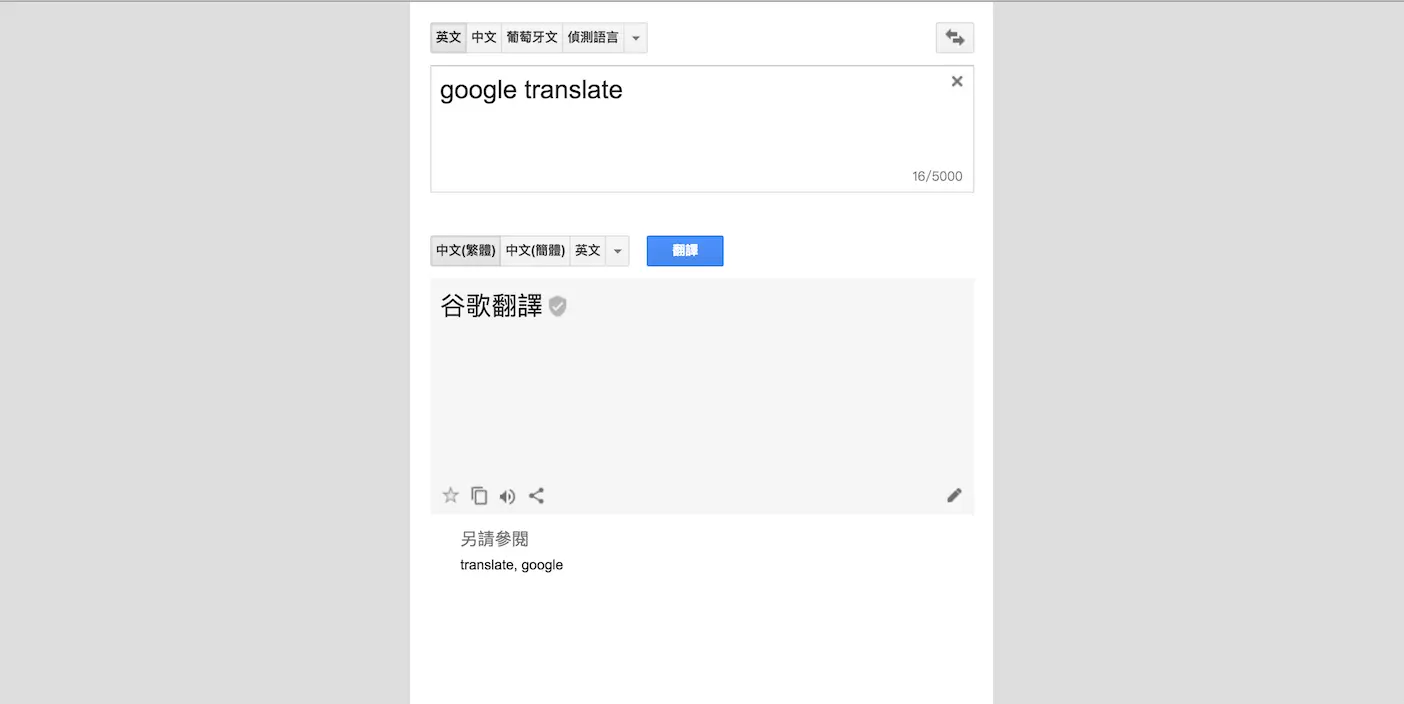 英文 中文 葡萄牙文 偵測語言
google translate
16/5000
中文(繁體) 中文(簡體) 英文 翻譯
谷歌翻譯
另請參閱
translate, google